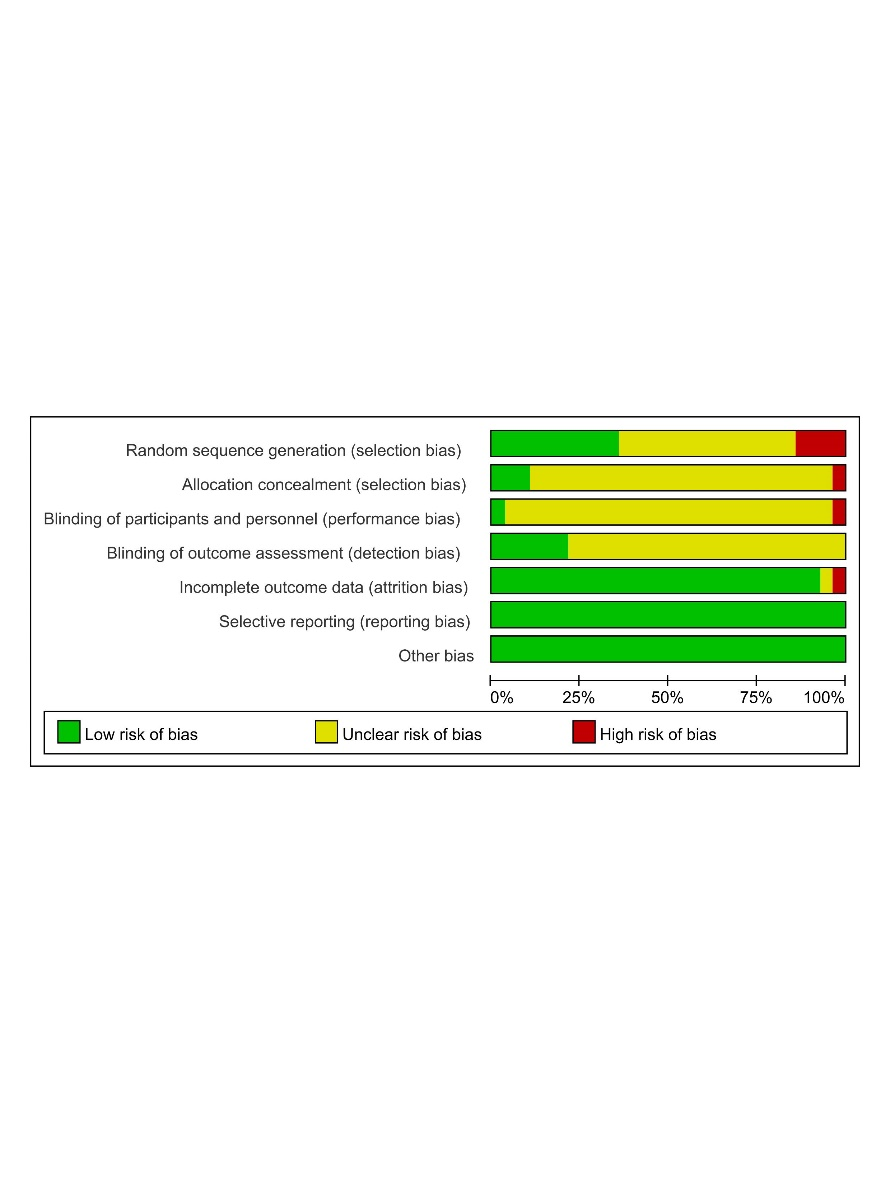 Random sequence generation (selection bias)
Allocation concealment (selection bias)
Blinding of participants and personnel (performance bias)
Blinding of outcome assessment (detection bias)
Incomplete outcome data (attrition bias)
Selective reporting (reporting bias)
Other bias
0% 25% 50% 75% 100%
Low risk of bias Unclear risk of bias High risk of bias